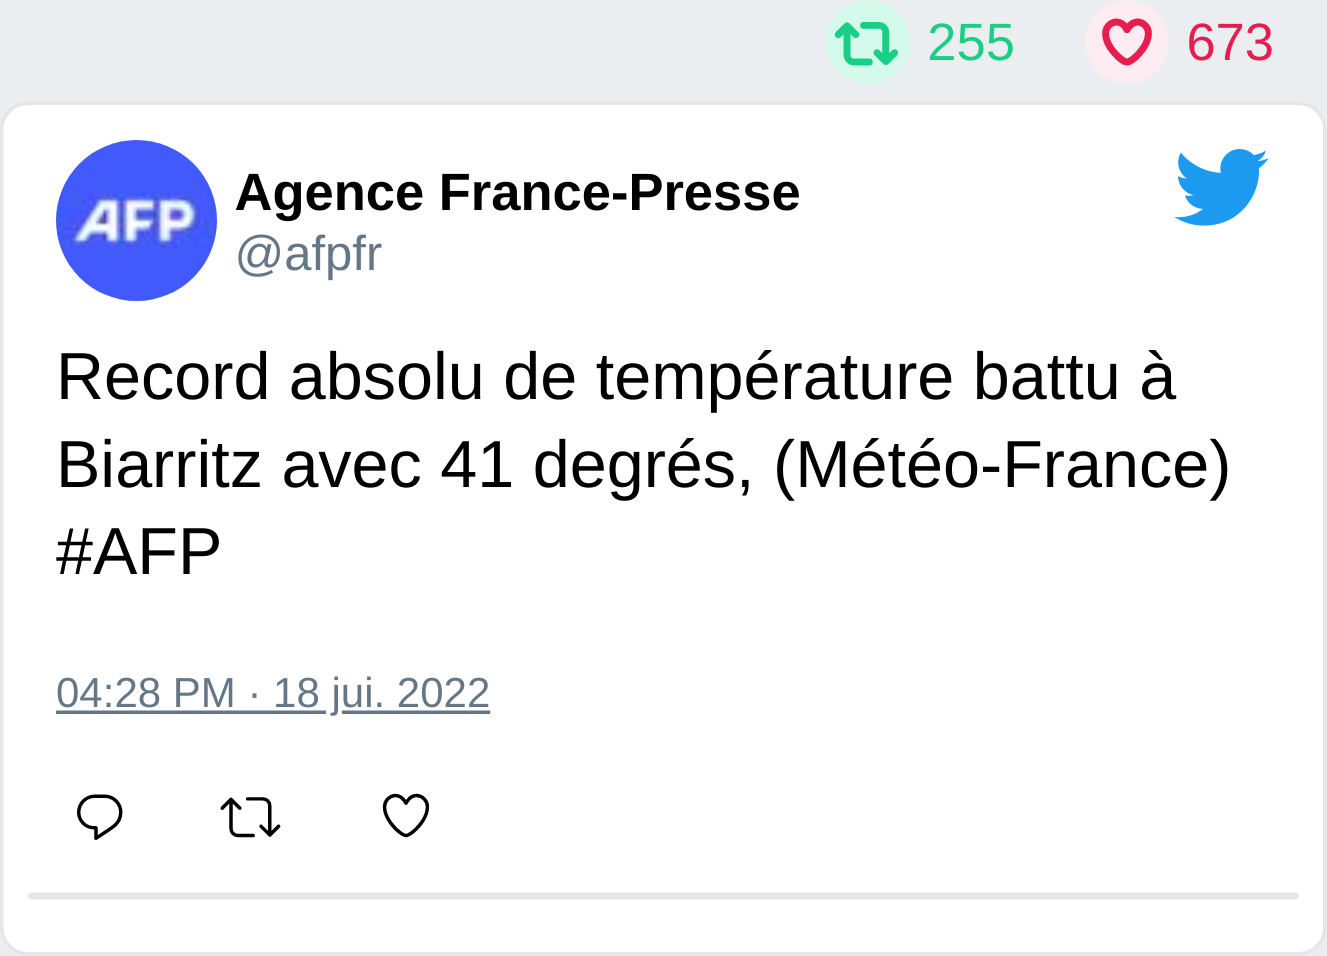 255 673
AFP
Agence France-Presse
@afpfr
Record absolu de température battu à
Biarritz avec 41 degrés, (Météo-France)
#AFP
04:28 PM · 18 jui. 2022